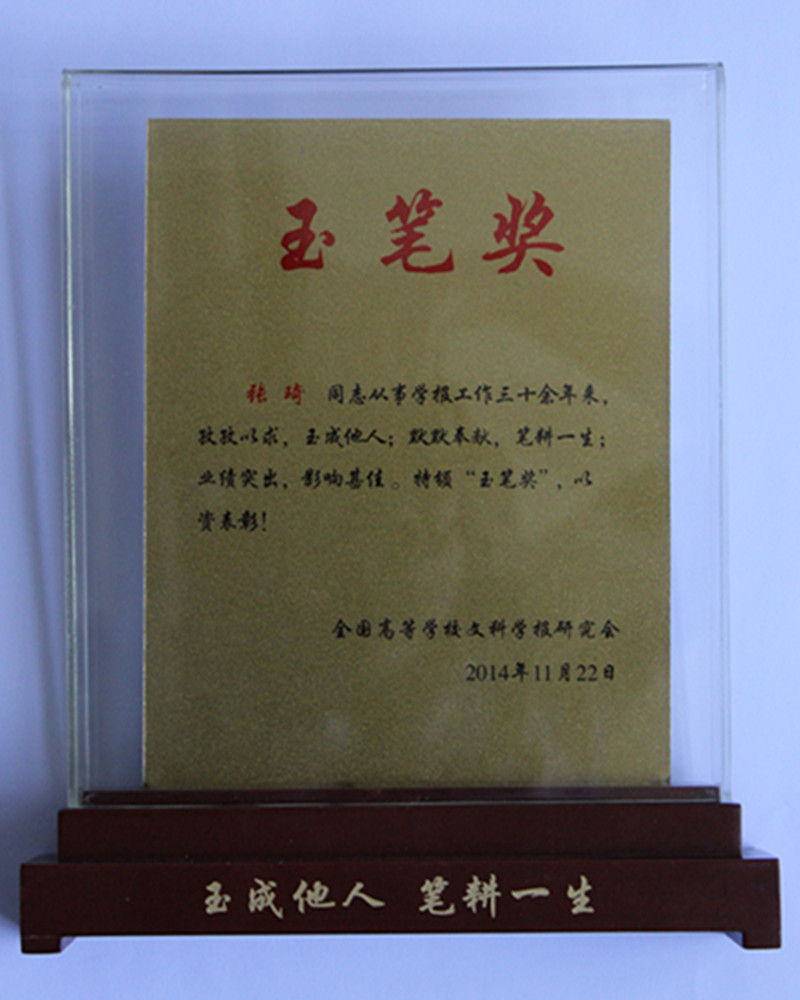 玉笔奖
张琦 同志从事学报工作三十余年来，
孜孜以求，玉成他人；默默奉献，笔耕一生；
业绩突出，影响甚佳。特颁“玉笔奖”，以
资表彰！
全国高等学校文科学报研究会
2014年11月22日
玉成他人 笔耕一生